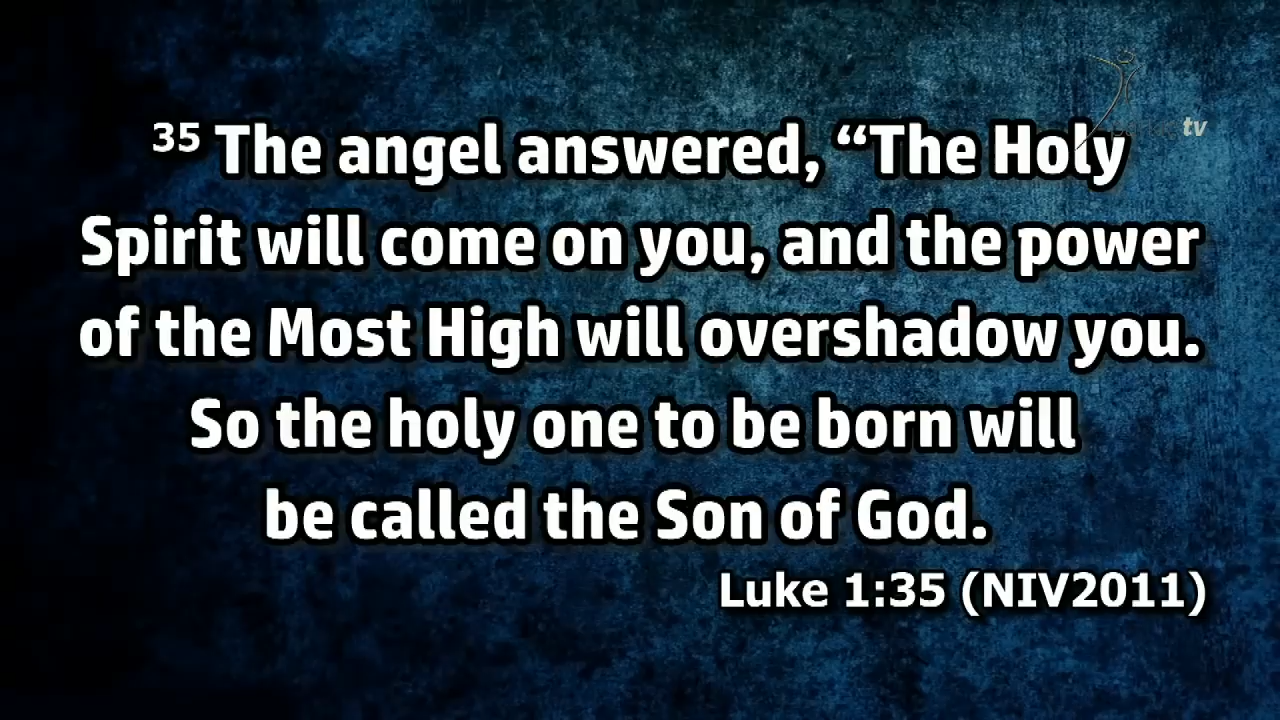 35 The angel answered, “The Holy
Spirit will come on you, and the power
of the Most High will overshadow you.
So the holy one to be born will
be called the Son of God.
Luke 1:35 (NIV2011)
tv